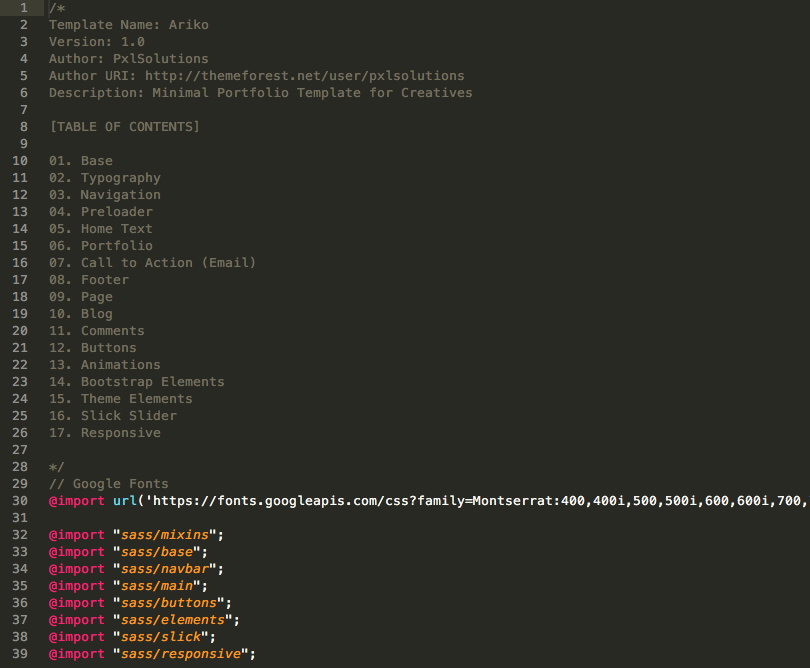 1 /*
2 Template Name: Ariko
3 Version: 1.0
4 Author: PxlSolutions
5 Author URI: http://themeforest.net/user/pxlsolutions
6 Description: Minimal Portfolio Template for Creatives
7
8 [TABLE OF CONTENTS]
9
10 01. Base
11 02. Typography
12 03. Navigation
13 04. Preloader
14 05. Home Text
15 06. Portfolio
16 07. Call to Action (Email)
17 08. Footer
18 09. Page
19 10. Blog
20 11. Comments
21 12. Buttons
22 13. Animations
23 14. Bootstrap Elements
24 15. Theme Elements
25 16. Slick Slider
26 17. Responsive
27
28 */
29 // Google Fonts
30 @import url('https://fonts.googleapis.com/css?family=Montserrat:400,400i,500,500i,600,600i,700,
31
32 @import "sass/mixins";
33 @import "sass/base";
34 @import "sass/navbar";
35 @import "sass/main";
36 @import "sass/buttons";
37 @import "sass/elements";
38 @import "sass/slick";
39 @import "sass/responsive";